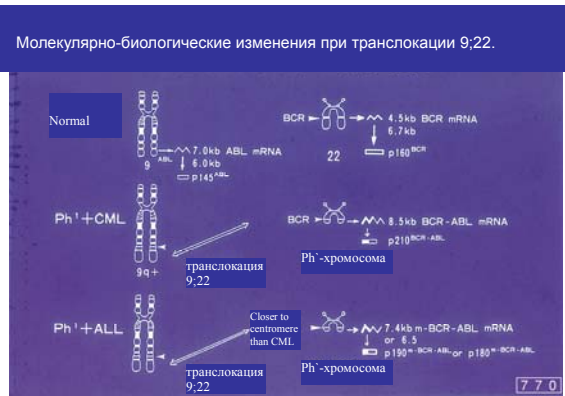 Молекулярно-биологические изменения при транслокации 9;22.
Normal
9
ABL
7.0kb ABL mRNA
6.0kb
p145ABL
BCR
22
4.5kb BCR mRNA
6.7kb
p160BCR
Ph'+CML
9q+
транслокация
9;22
BCR
8.5kb BCR-ABL mRNA
p210BCR-ABL
Ph`-хромосома
Ph'+ALL
транслокация
9;22
Closer to
centromere
than CML
7.4kb m-BCR-ABL mRNA
or 6.5
p190m-BCR-ABL or p180m-BCR-ABL
Ph`-хромосома
770